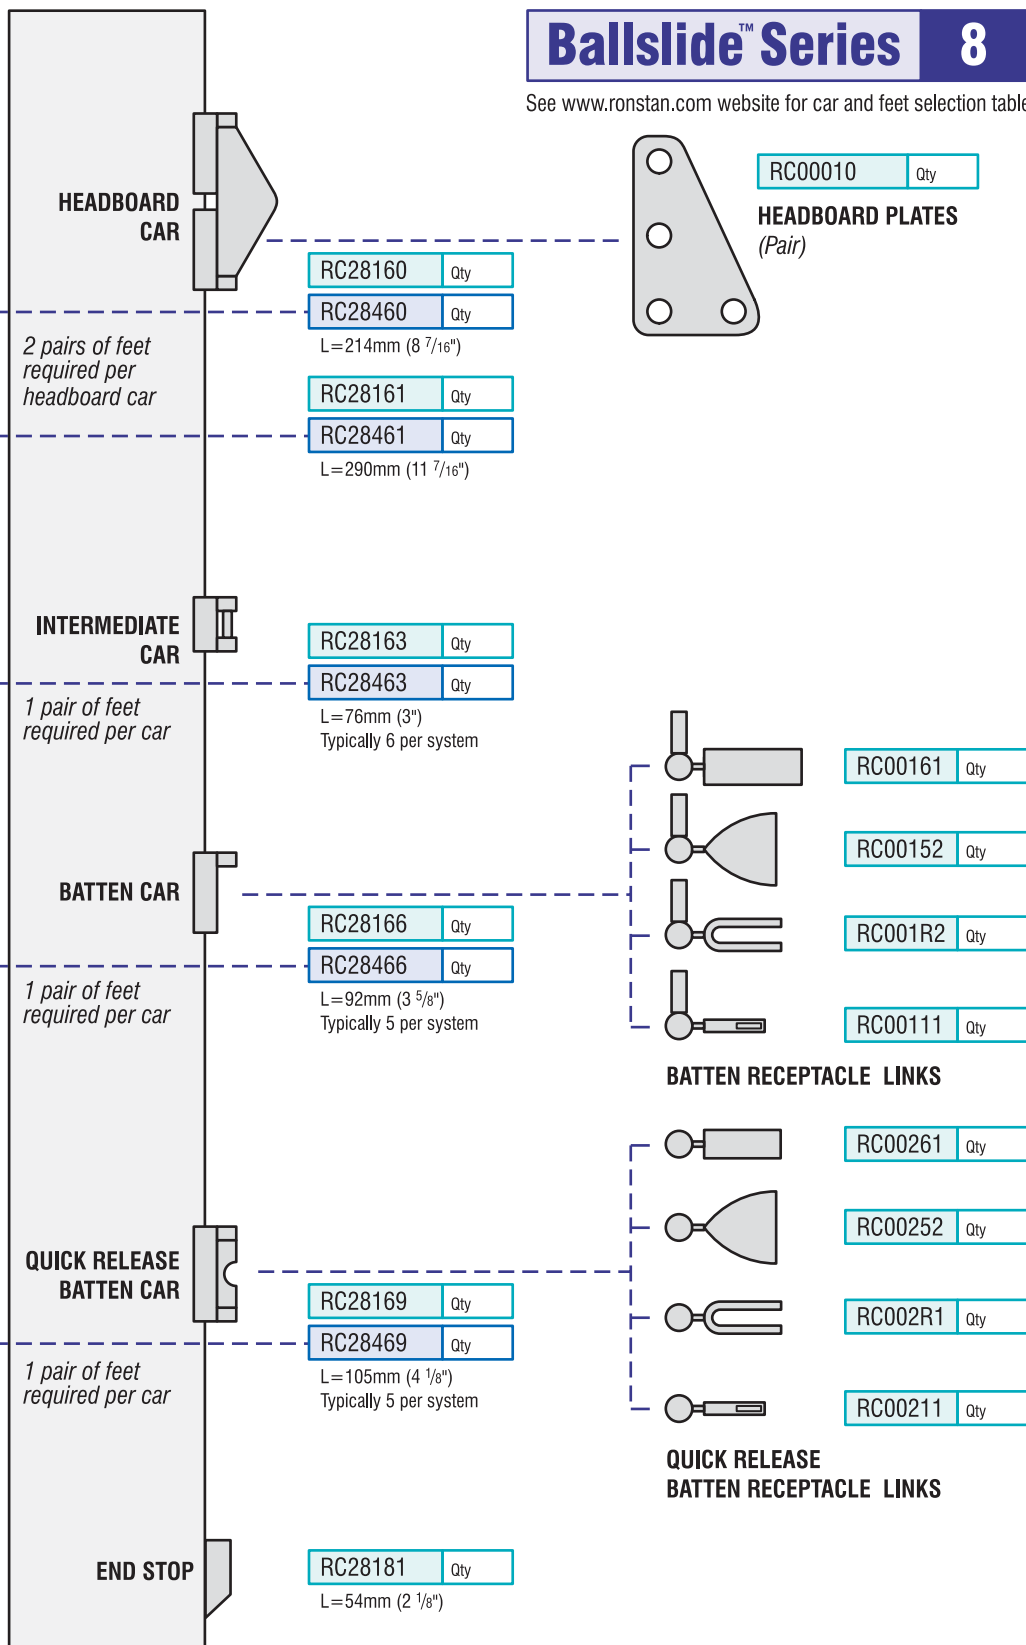 Ballslide™ Series 8
See www.ronstan.com website for car and feet selection table
RC00010 Qty
HEADBOARD PLATES
(Pair)
HEADBOARD
CAR
RC28160 Qty
RC28460 Qty
L=214mm (8 7/16")
2 pairs of feet
required per
headboard car
RC28161 Qty
RC28461 Qty
L=290mm (11 7/16")
INTERMEDIATE
CAR
RC28163 Qty
RC28463 Qty
L=76mm (3")
Typically 6 per system
1 pair of feet
required per car
BATTEN CAR
RC28166 Qty
RC28466 Qty
L=92mm (3 5/8")
Typically 5 per system
1 pair of feet
required per car
RC00161 Qty
RC00152 Qty
RC001R2 Qty
RC00111 Qty
BATTEN RECEPTACLE LINKS
QUICK RELEASE
BATTEN CAR
RC28169 Qty
RC28469 Qty
L=105mm (4 1/8")
Typically 5 per system
1 pair of feet
required per car
RC00261 Qty
RC00252 Qty
RC002R1 Qty
RC00211 Qty
QUICK RELEASE
BATTEN RECEPTACLE LINKS
END STOP
RC28181 Qty
L=54mm (2 1/8")